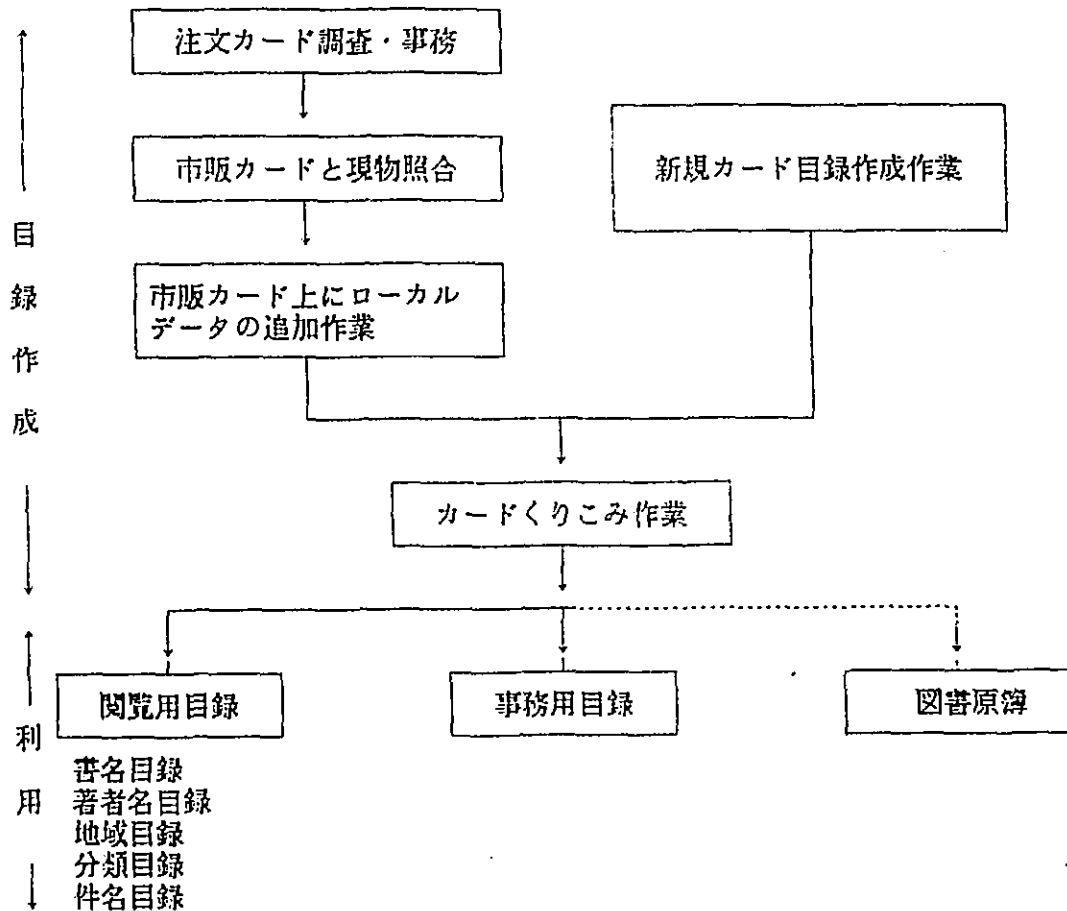 注文カード調査・事務
市販カードと現物照合
新規カード目録作成作業
市販カード上にローカル
データの追加作業
目録作成
カードくりこみ作業
閲覧用目録
事務用目録
図書原簿
書名目録
著者名目録
地域目録
分類目録
件名目録
利用